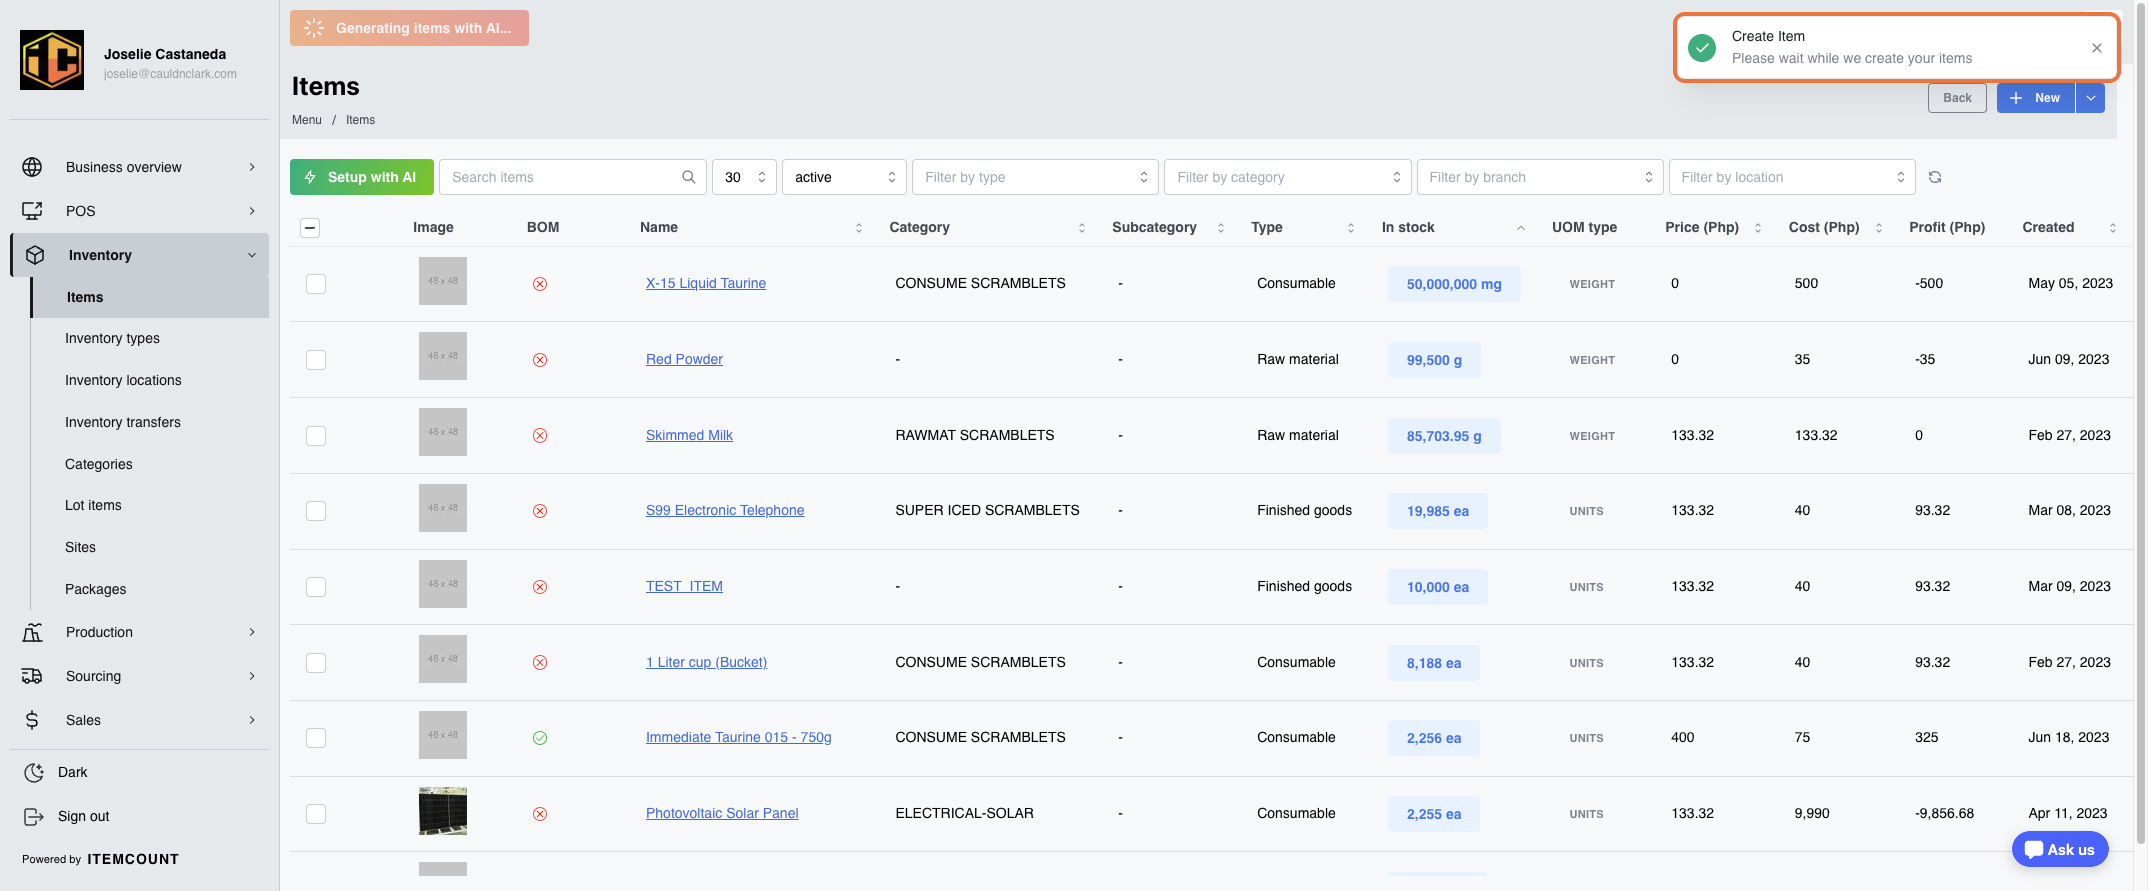 Joselie Castaneda
joselie@cauldnclark.com
Business overview
POS
Inventory
Items
Inventory types
Inventory locations
Inventory transfers
Categories
Lot items
Sites
Packages
Production
Sourcing
Sales
Dark
Sign out
Powered by ITEMCOUNT
Generating items with AI...
Create Item
Please wait while we create your items
Items
Menu / Items
Back
New
Setup with AI Search items 30 active Filter by type Filter by category Filter by branch Filter by location
Image BOM Name Category Subcategory Type In stock UOM type Price (Php) Cost (Php) Profit (Php) Created
48 x 48 X-15 Liquid Taurine CONSUME SCRAMBLETS - Consumable 50,000,000 mg WEIGHT 0 500 -500 May 05, 2023
48 x 48 Red Powder - - Raw material 99,500 g WEIGHT 0 35 -35 Jun 09, 2023
48 x 48 Skimmed Milk RAWMAT SCRAMBLETS - Raw material 85,703.95 g WEIGHT 133.32 133.32 0 Feb 27, 2023
48 x 48 S99 Electronic Telephone SUPER ICED SCRAMBLETS - Finished goods 19,985 ea UNITS 133.32 40 93.32 Mar 08, 2023
48 x 48 TEST_ITEM - - Finished goods 10,000 ea UNITS 133.32 40 93.32 Mar 09, 2023
48 x 48 1 Liter cup (Bucket) CONSUME SCRAMBLETS - Consumable 8,188 ea UNITS 133.32 40 93.32 Feb 27, 2023
48 x 48 Immediate Taurine 015 - 750g CONSUME SCRAMBLETS - Consumable 2,256 ea UNITS 400 75 325 Jun 18, 2023
Photovoltaic Solar Panel ELECTRICAL-SOLAR - Consumable 2,255 ea UNITS 133.32 9,990 -9,856.68 Apr 11, 2023
Ask us